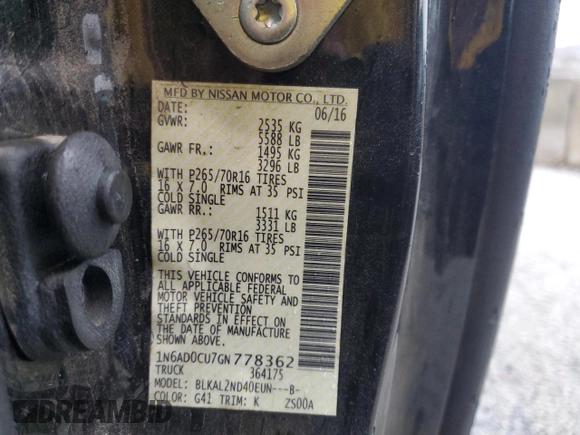 MFD BY NISSAN MOTOR CO., LTD.
DATE: 06/16
GVWR: 2535 KG
5588 LB
GAWR FR.: 1495 KG
3296 LB
WITH P265/70R16 TIRES
16 X 7.0 RIMS AT 35 PSI
COLD SINGLE
GAWR RR.: 1511 KG
3331 LB
WITH P265/70R16 TIRES
16 X 7.0 RIMS AT 35 PSI
COLD SINGLE
THIS VEHICLE CONFORMS TO
ALL APPLICABLE FEDERAL
MOTOR VEHICLE SAFETY AND
THEFT PREVENTION
STANDARDS IN EFFECT ON
THE DATE OF MANUFACTURE
SHOWN ABOVE.
1N6AD0CU7GN778362
TRUCK 364175
MODEL: BLKAL2ND40EUN---B-
COLOR: G41 TRIM: K ZS00A
DREAMBID
dreambid.com